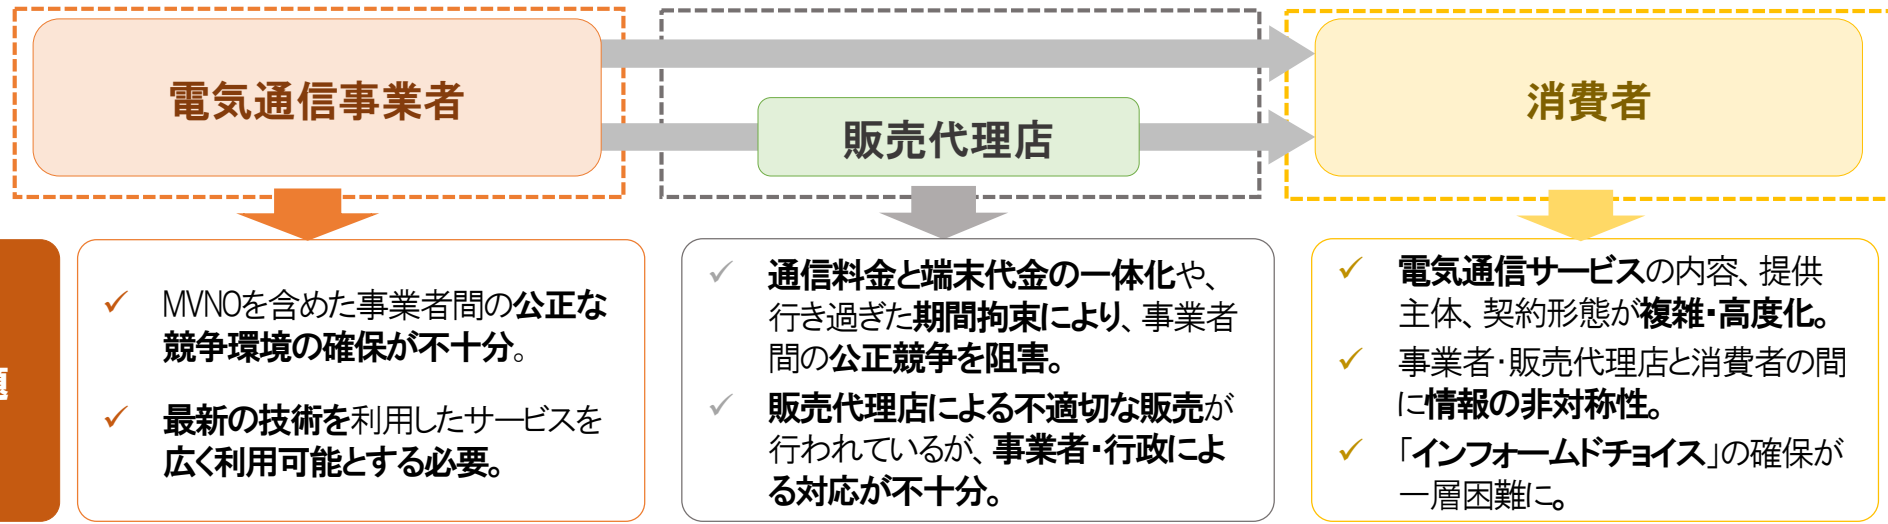 電気通信事業者
販売代理店
消費者
題
✓ MVNOを含めた事業者間の公正な
競争環境の確保が不十分。
✓ 最新の技術を利用したサービスを
広く利用可能とする必要。
✓ 通信料金と端末代金の一体化や、
行き過ぎた期間拘束により、事業者
間の公正競争を阻害。
✓ 販売代理店による不適切な販売が
行われているが、事業者・行政によ
る対応が不十分。
✓ 電気通信サービスの内容、提供
主体、契約形態が複雑・高度化。
✓ 事業者・販売代理店と消費者の間
に情報の非対称性。
✓ 「インフォームドチョイス」の確保が
一層困難に。